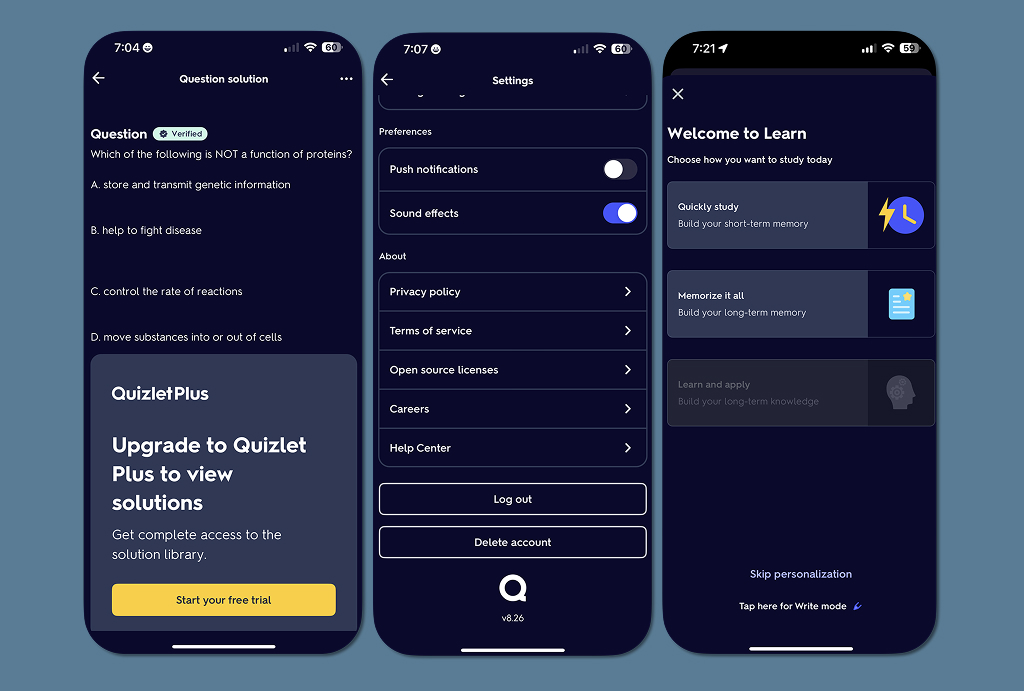 7:04
60
Question solution
Question
Verified
Which of the following is NOT a function of proteins?
A. store and transmit genetic information
B. help to fight disease
C. control the rate of reactions
D. move substances into or out of cells
QuizletPlus
Upgrade to Quizlet
Plus to view
solutions
Get complete access to the
solution library.
Start your free trial
7:07
60
Settings
Preferences
Push notifications
Sound effects
About
Privacy policy
Terms of service
Open source licenses
Careers
Help Center
Log out
Delete account
v8.26
7:21
59
Welcome to Learn
Choose how you want to study today
Quickly study
Build your short-term memory
Memorize it all
Build your long-term memory
Learn and apply
Build your long-term knowledge
Skip personalization
Tap here for Write mode